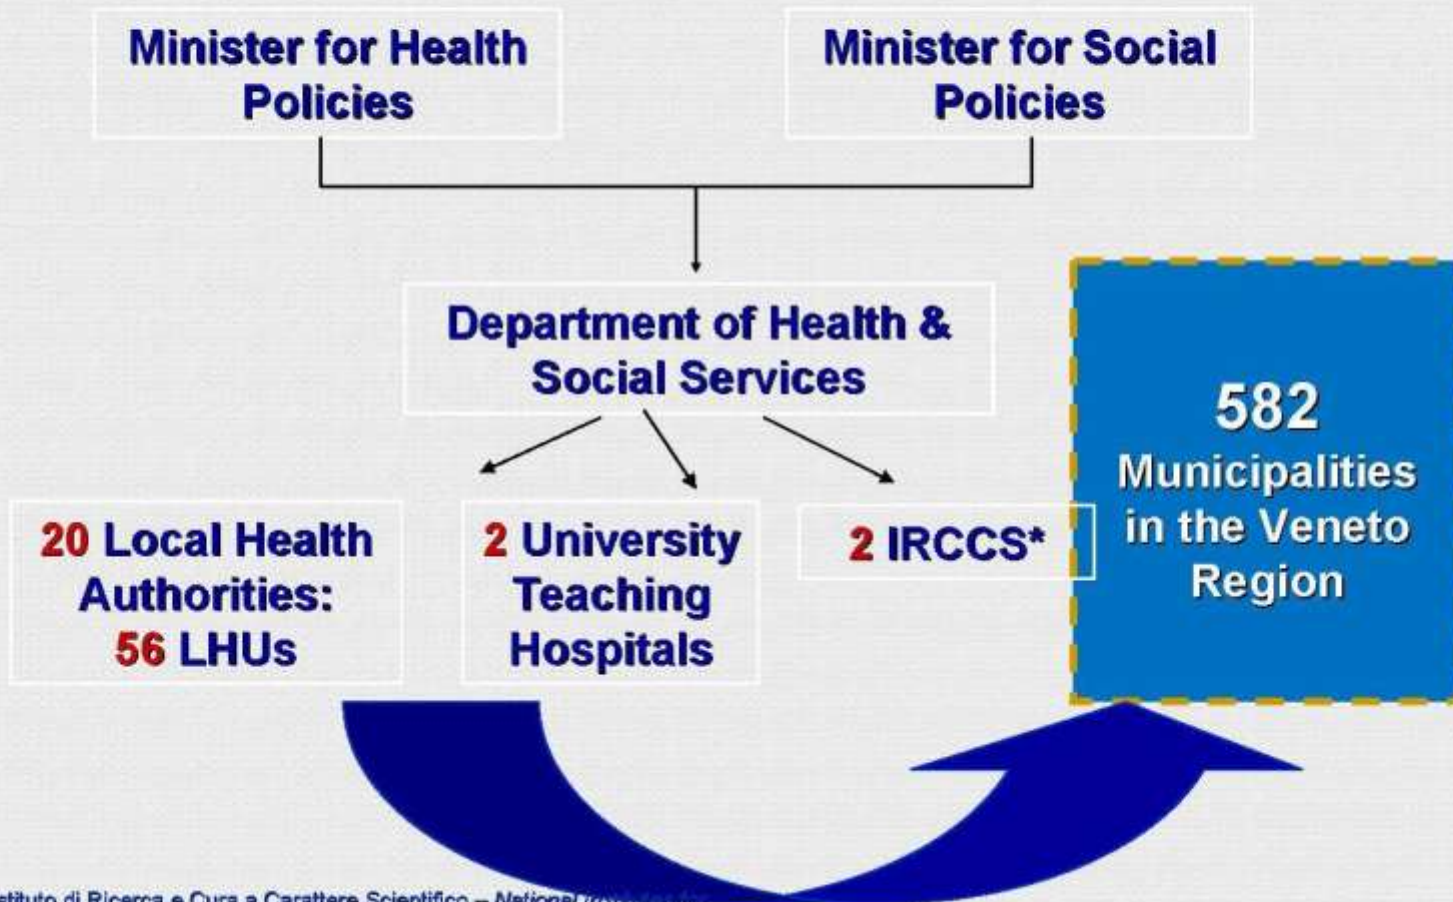 Minister for Health
Policies
Minister for Social
Policies
Department of Health &
Social Services
20 Local Health
Authorities:
56 LHUs
2 University
Teaching
Hospitals
2 IRCCS*
582
Municipalities
in the Veneto
Region
di Ricerca e Cura a Carattere Scientifico – National